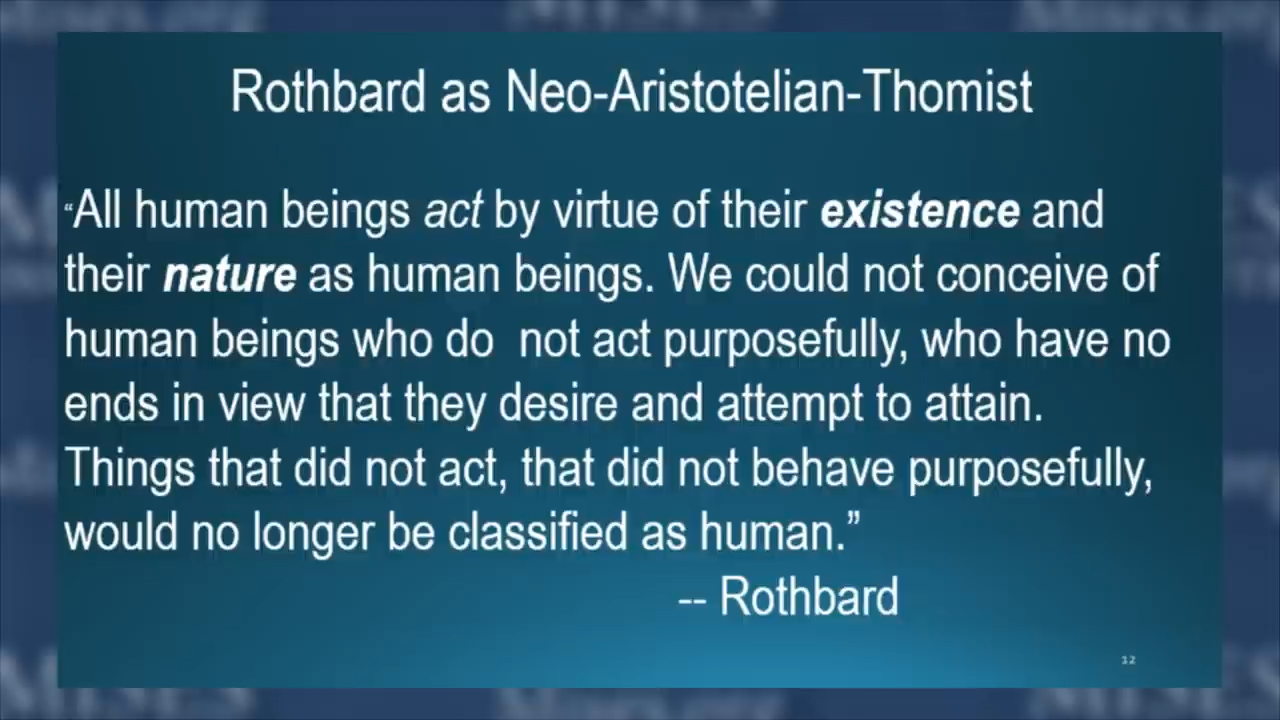 Rothbard as Neo-Aristotelian-Thomist
“All human beings act by virtue of their existence and
their nature as human beings. We could not conceive of
human beings who do  not act purposefully, who have no
ends in view that they desire and attempt to attain.
Things that did not act, that did not behave purposefully,
would no longer be classified as human.”
-- Rothbard
12